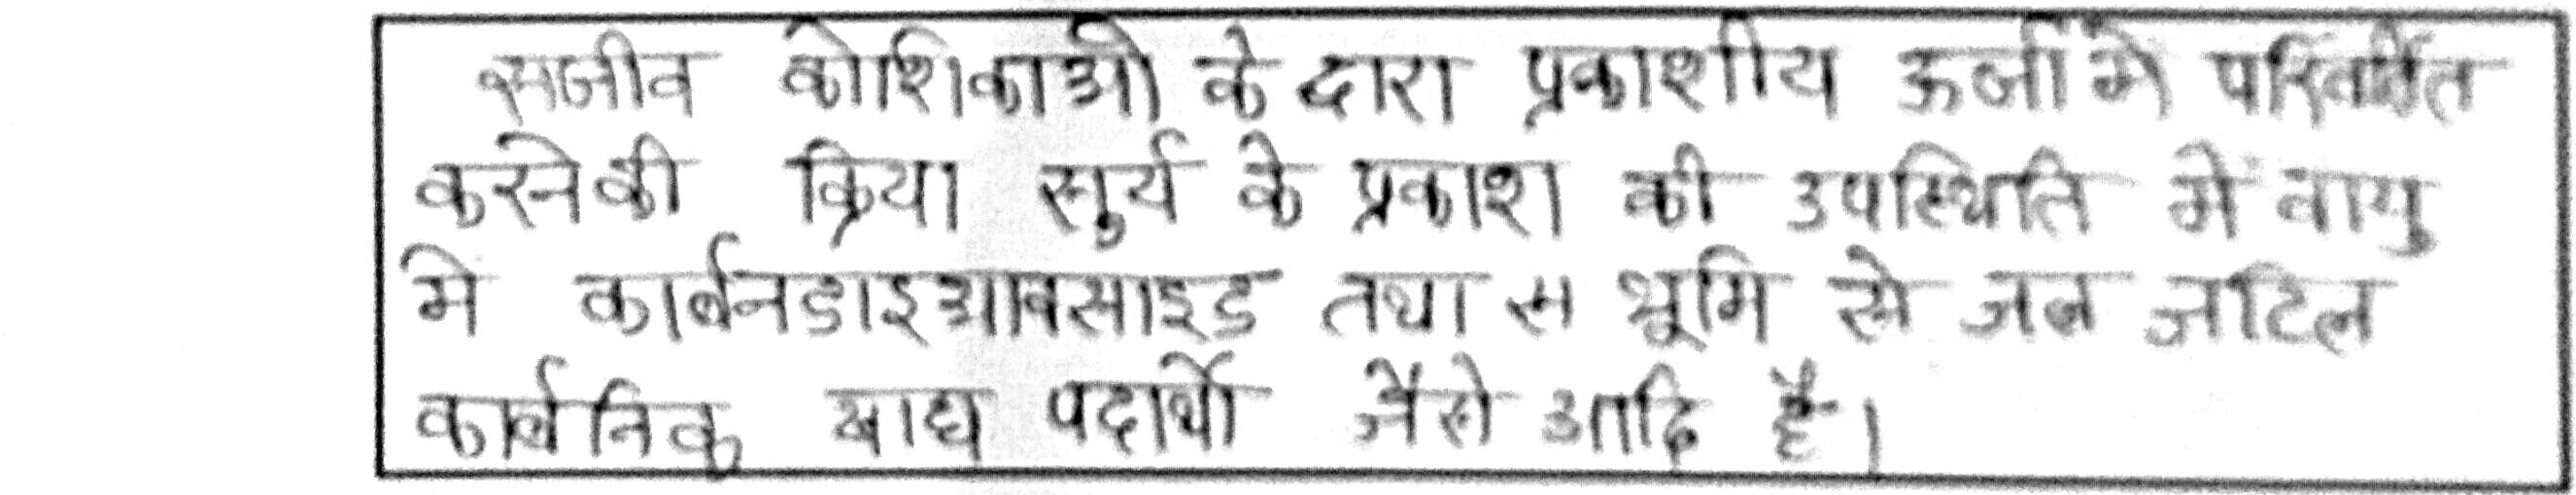 सजीव कोशिकाओ के द्वारा प्रकाशीय ऊर्जा मे परिवर्तित
करने की क्रिया सुर्य के प्रकाश की उपस्थिति में वायु
मे कार्बनडाइआक्साइड तथा स भूमि से जल जटिल
कार्बनिक खाद्य पदार्थो जैसे आदि है।